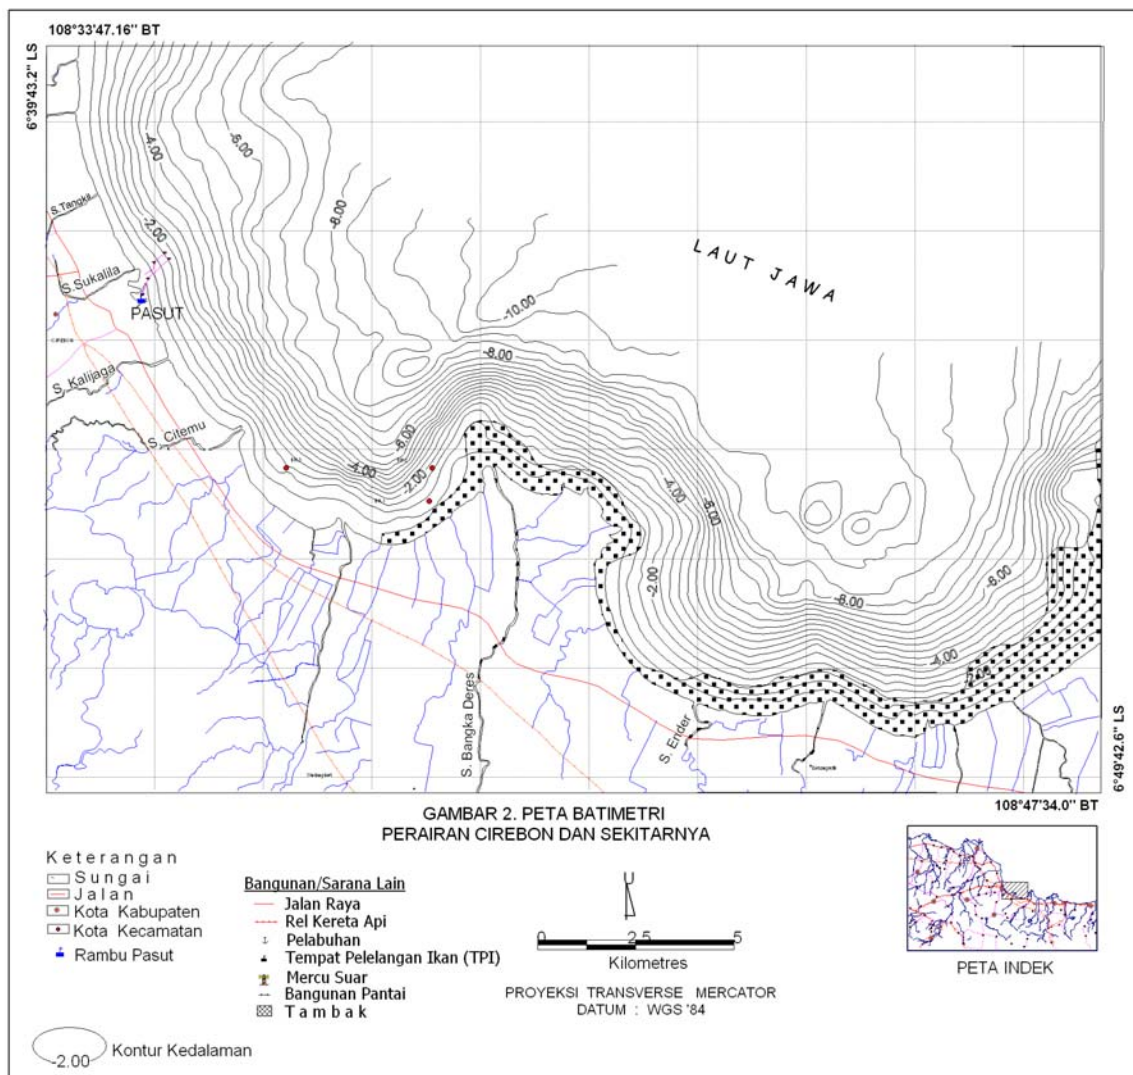 108°33'47.16" BT
6°39'43.2" LS
-4.00
-6.00
-8.00
S.Tangkil
-2.00
LAUT JAWA
S.Sukalila
PASUT
-10.00
-8.00
S. Kalijaga
S. Citemu
-6.00
-4.00
-2.00
-4.00
-6.00
-2.00
-6.00
-6.00
-4.00
S. Bangka Deres
S. Ender
6°49'42.6" LS
108°47'34.0" BT
GAMBAR 2. PETA BATIMETRI
PERAIRAN CIREBON DAN SEKITARNYA
Keterangan
Sungai
Jalan
Kota Kabupaten
Kota Kecamatan
Rambu Pasut
-2.00 Kontur Kedalaman
Bangunan/Sarana Lain
Jalan Raya
Rel Kereta Api
Pelabuhan
Tempat Pelelangan Ikan (TPI)
Mercu Suar
Bangunan Pantai
Tambak
U
0 2.5 5
Kilometres
PROYEKSI TRANSVERSE MERCATOR
DATUM : WGS '84
PETA INDEK